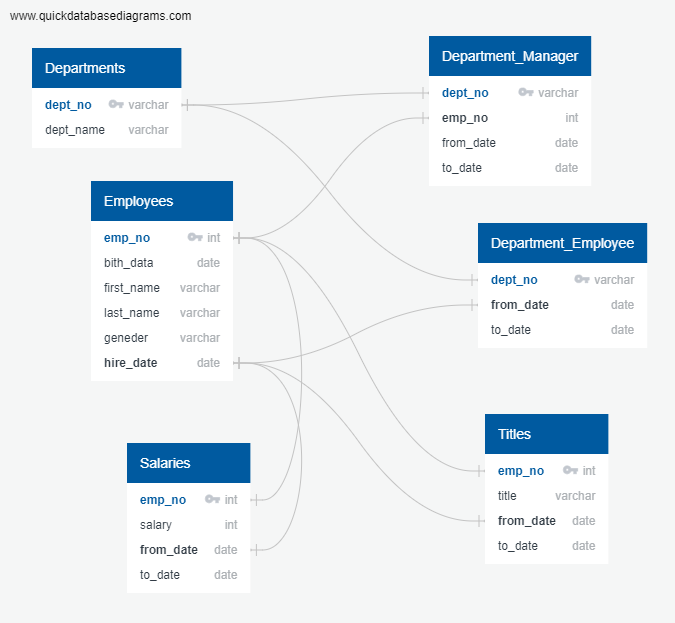 www.quickdatabasediagrams.com
Departments
dept_no varchar
dept_name varchar
Department_Manager
dept_no varchar
emp_no int
from_date date
to_date date
Employees
emp_no int
bith_data date
first_name varchar
last_name varchar
geneder varchar
hire_date date
Department_Employee
dept_no varchar
from_date date
to_date date
Salaries
emp_no int
salary int
from_date date
to_date date
Titles
emp_no int
title varchar
from_date date
to_date date